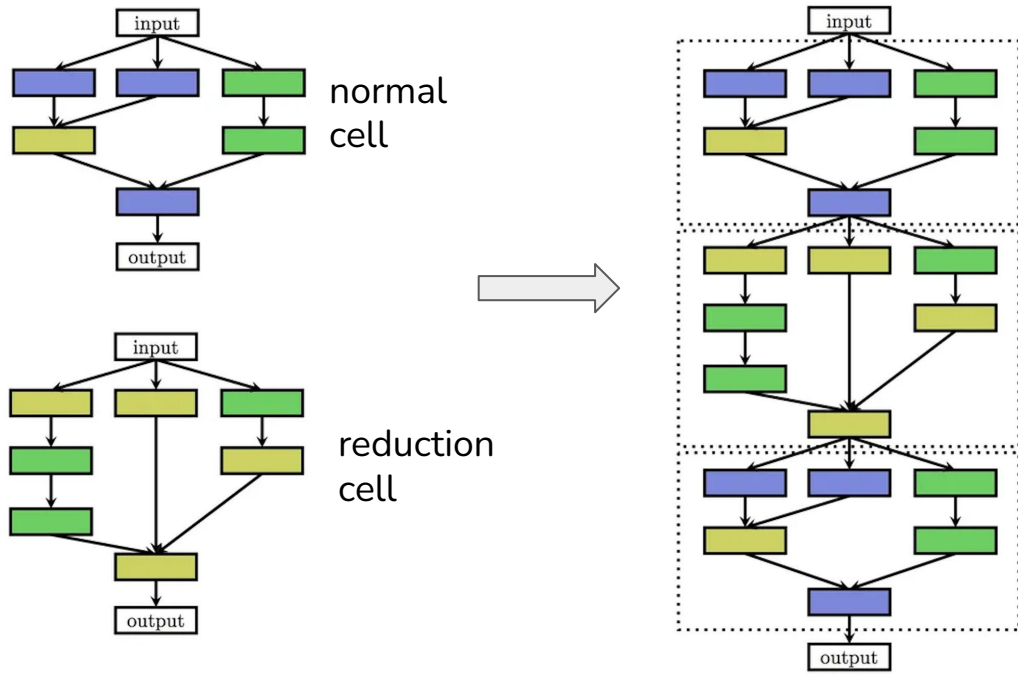 input
normal
cell
output
input
reduction
cell
output
input
output